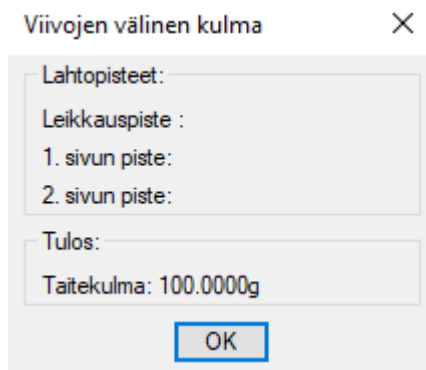 Viivojen välinen kulma
Lahtopisteet:
Leikkauspiste :
1. sivun piste:
2. sivun piste:
Tulos:
Taitekulma: 100.0000g
OK